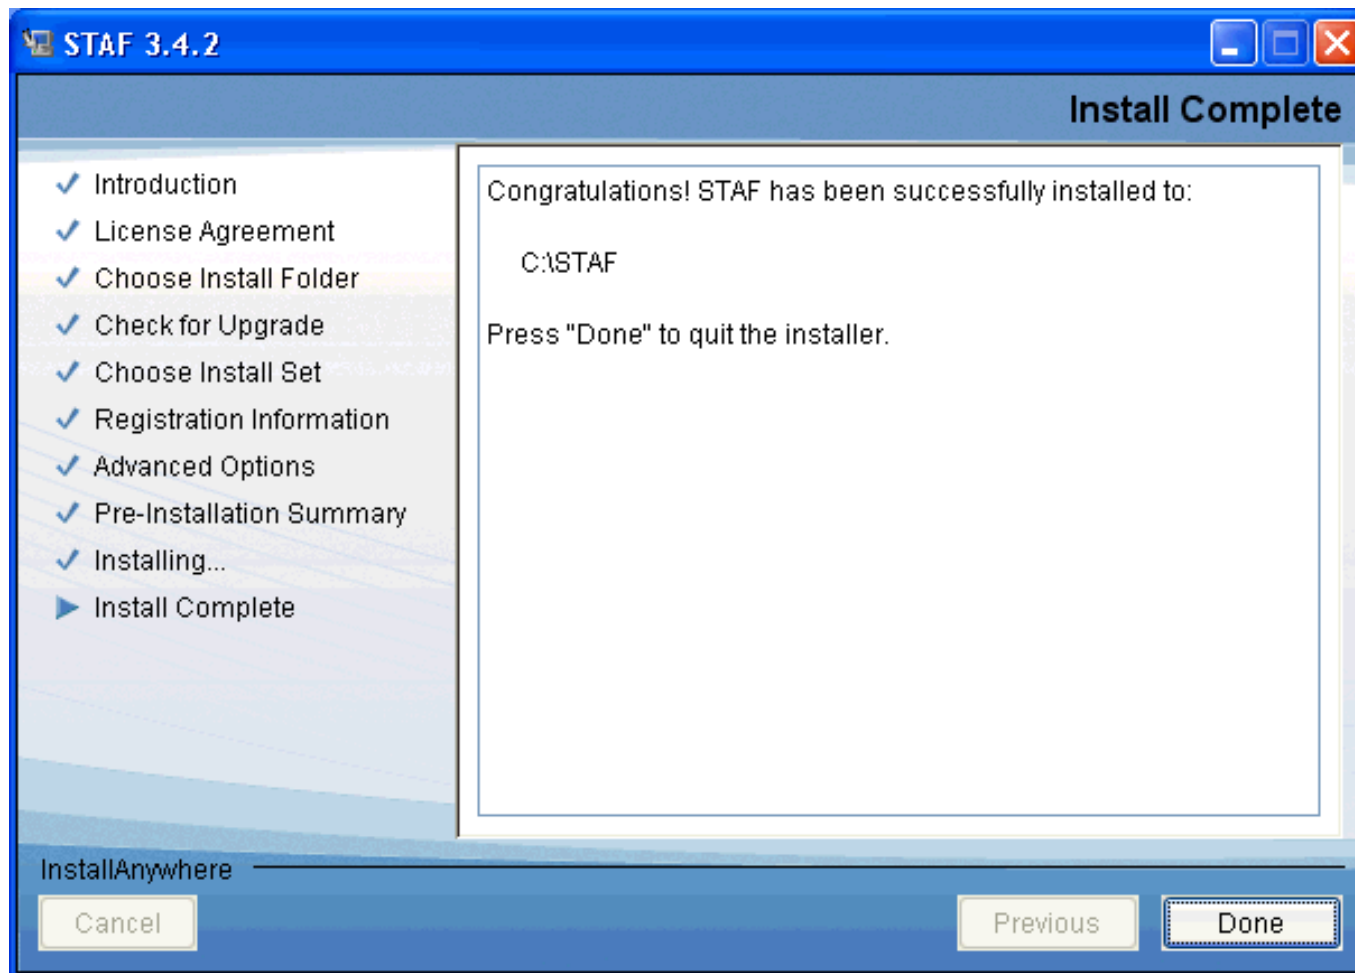 STAF 3.4.2
Install Complete
Introduction
License Agreement
Choose Install Folder
Check for Upgrade
Choose Install Set
Registration Information
Advanced Options
Pre-Installation Summary
Installing...
Install Complete
Congratulations! STAF has been successfully installed to:
C:\STAF
Press "Done" to quit the installer.
InstallAnywhere
Cancel
Previous
Done